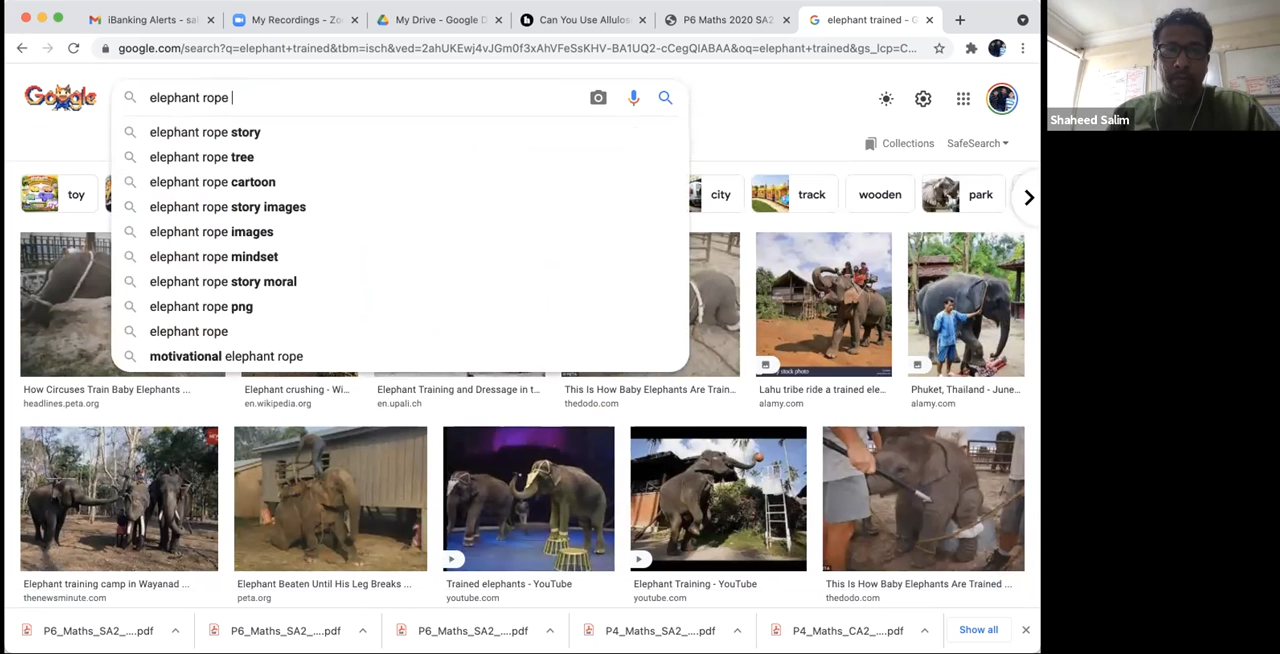 iBanking Alerts - sal
My Recordings - Zoo
My Drive - Google D
Can You Use Allulos
P6 Maths 2020 SA2
elephant trained - G
google.com/search?q=elephant+trained&tbm=isch&ved=2ahUKEwj4vJGm0f3xAhVFeSsKHV-BA1UQ2-cCegQIABAA&oq=elephant+trained&gs_lcp=C...
Google
elephant rope
Shaheed Salim
elephant rope story
Collections SafeSearch
elephant rope tree
elephant rope cartoon
toy
city
track
wooden
park
elephant rope story images
elephant rope images
elephant rope mindset
elephant rope story moral
elephant rope png
elephant rope
motivational elephant rope
stock photo
How Circuses Train Baby Elephants ...
headlines.peta.org
Elephant crushing - Wi...
en.wikipedia.org
Elephant Training and Dressage in t...
en.upali.ch
This Is How Baby Elephants Are Train...
thedodo.com
Lahu tribe ride a trained ele...
alamy.com
Phuket, Thailand - June...
alamy.com
Elephant training camp in Wayanad ...
thenewsminute.com
Elephant Beaten Until His Leg Breaks ...
peta.org
Trained elephants - YouTube
youtube.com
Elephant Training - YouTube
youtube.com
This Is How Baby Elephants Are Trained ...
thedodo.com
P6_Maths_SA2_....pdf
P6_Maths_SA2_....pdf
P6_Maths_SA2_....pdf
P4_Maths_SA2_....pdf
P4_Maths_CA2_....pdf
Show all